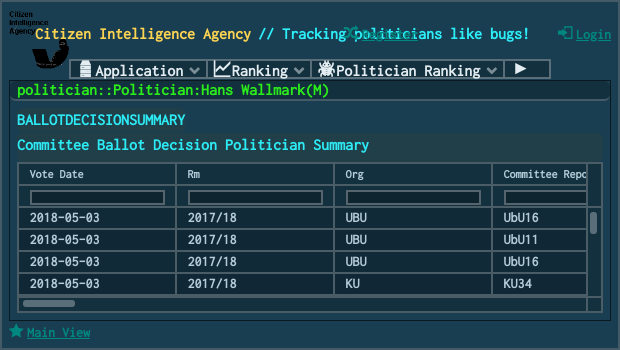 Citizen
Intelligence
Agency
Citizen Intelligence Agency // Tracking politicians like bugs!
Register
Login
Application
Ranking
Politician Ranking
politician::Politician:Hans Wallmark(M)
BALLOTDECISIONSUMMARY
Committee Ballot Decision Politician Summary
Vote Date Rm Org Committee Repo
2018-05-03 2017/18 UBU UbU16
2018-05-03 2017/18 UBU UbU11
2018-05-03 2017/18 UBU UbU16
2018-05-03 2017/18 KU KU34
Main View